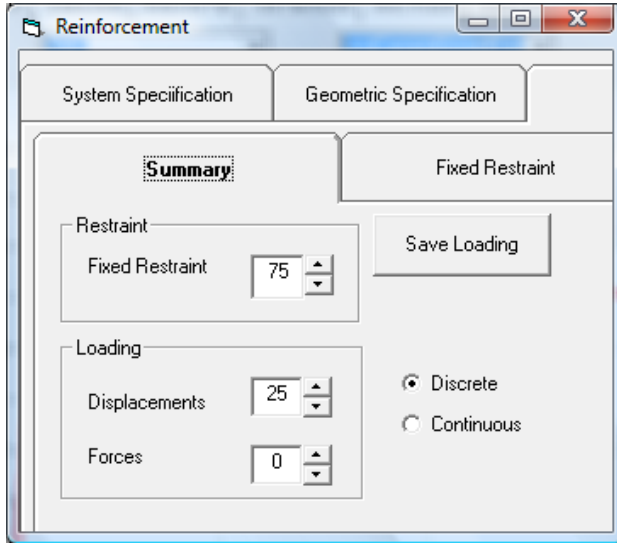 Reinforcement
System Speciification
Geometric Specification
Summary
Fixed Restraint
Restraint
Fixed Restraint
75
Save Loading
Loading
Displacements
25
Discrete
Continuous
Forces
0